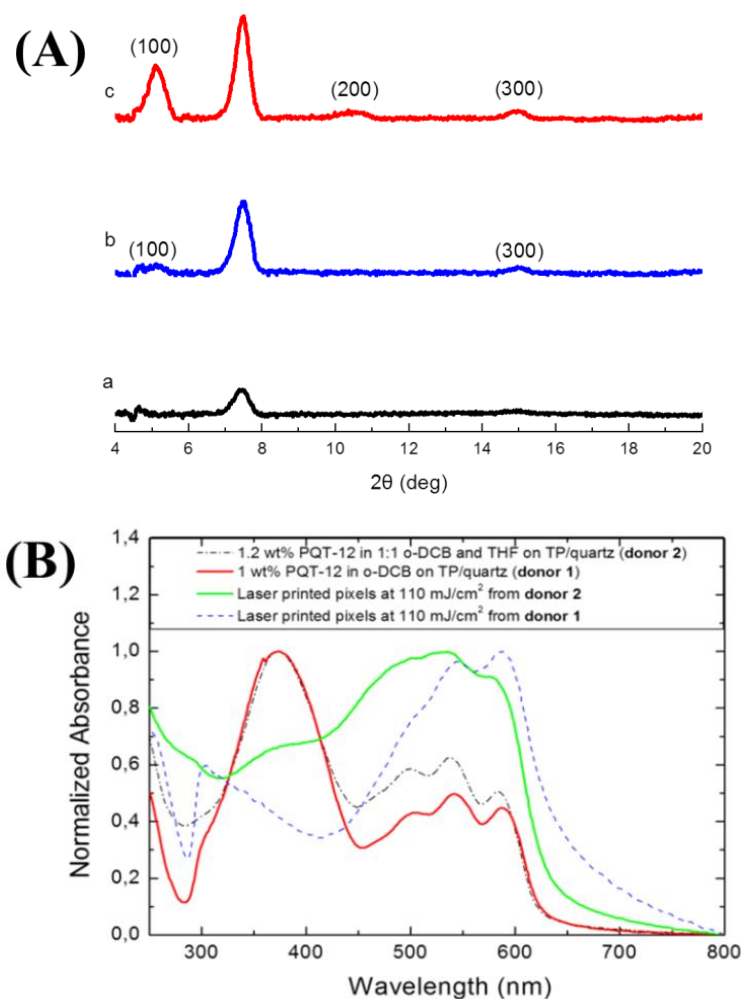 (A)
(100)
(200)
(300)
c
b
(100)
(300)
a
4 6 8 10 12 14 16 18 20
2θ (deg)
(B)
1,4
1,2
1,0
0,8
0,6
0,4
0,2
0,0
Normalized Absorbance
1.2 wt% PQT-12 in 1:1 o-DCB and THF on TP/quartz (donor 2)
1 wt% PQT-12 in o-DCB on TP/quartz (donor 1)
Laser printed pixels at 110 mJ/cm² from donor 2
Laser printed pixels at 110 mJ/cm² from donor 1
300 400 500 600 700 800
Wavelength (nm)